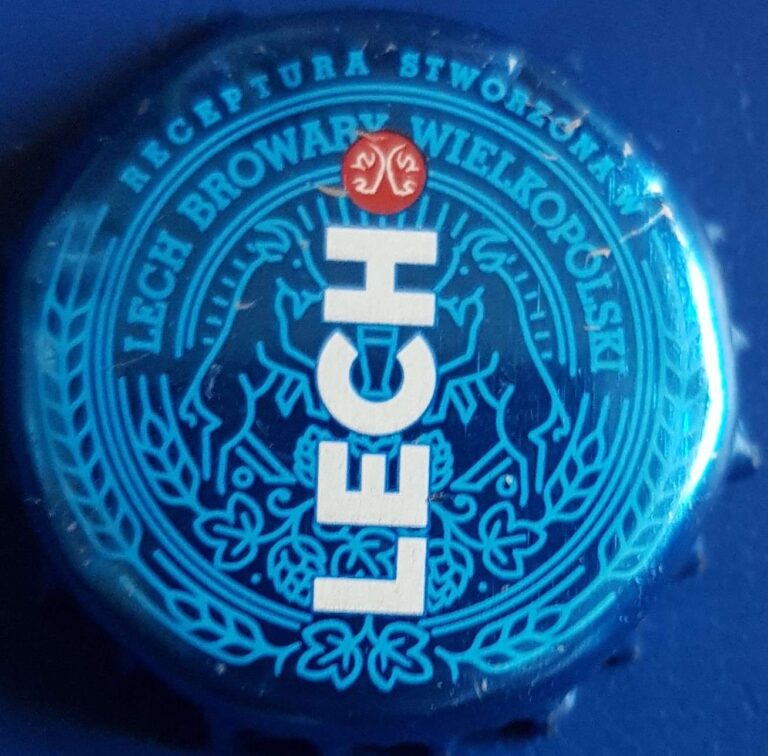 RECEPTURA STWORZONA W
LECH BROWARY WIELKOPOLSKI
LECH